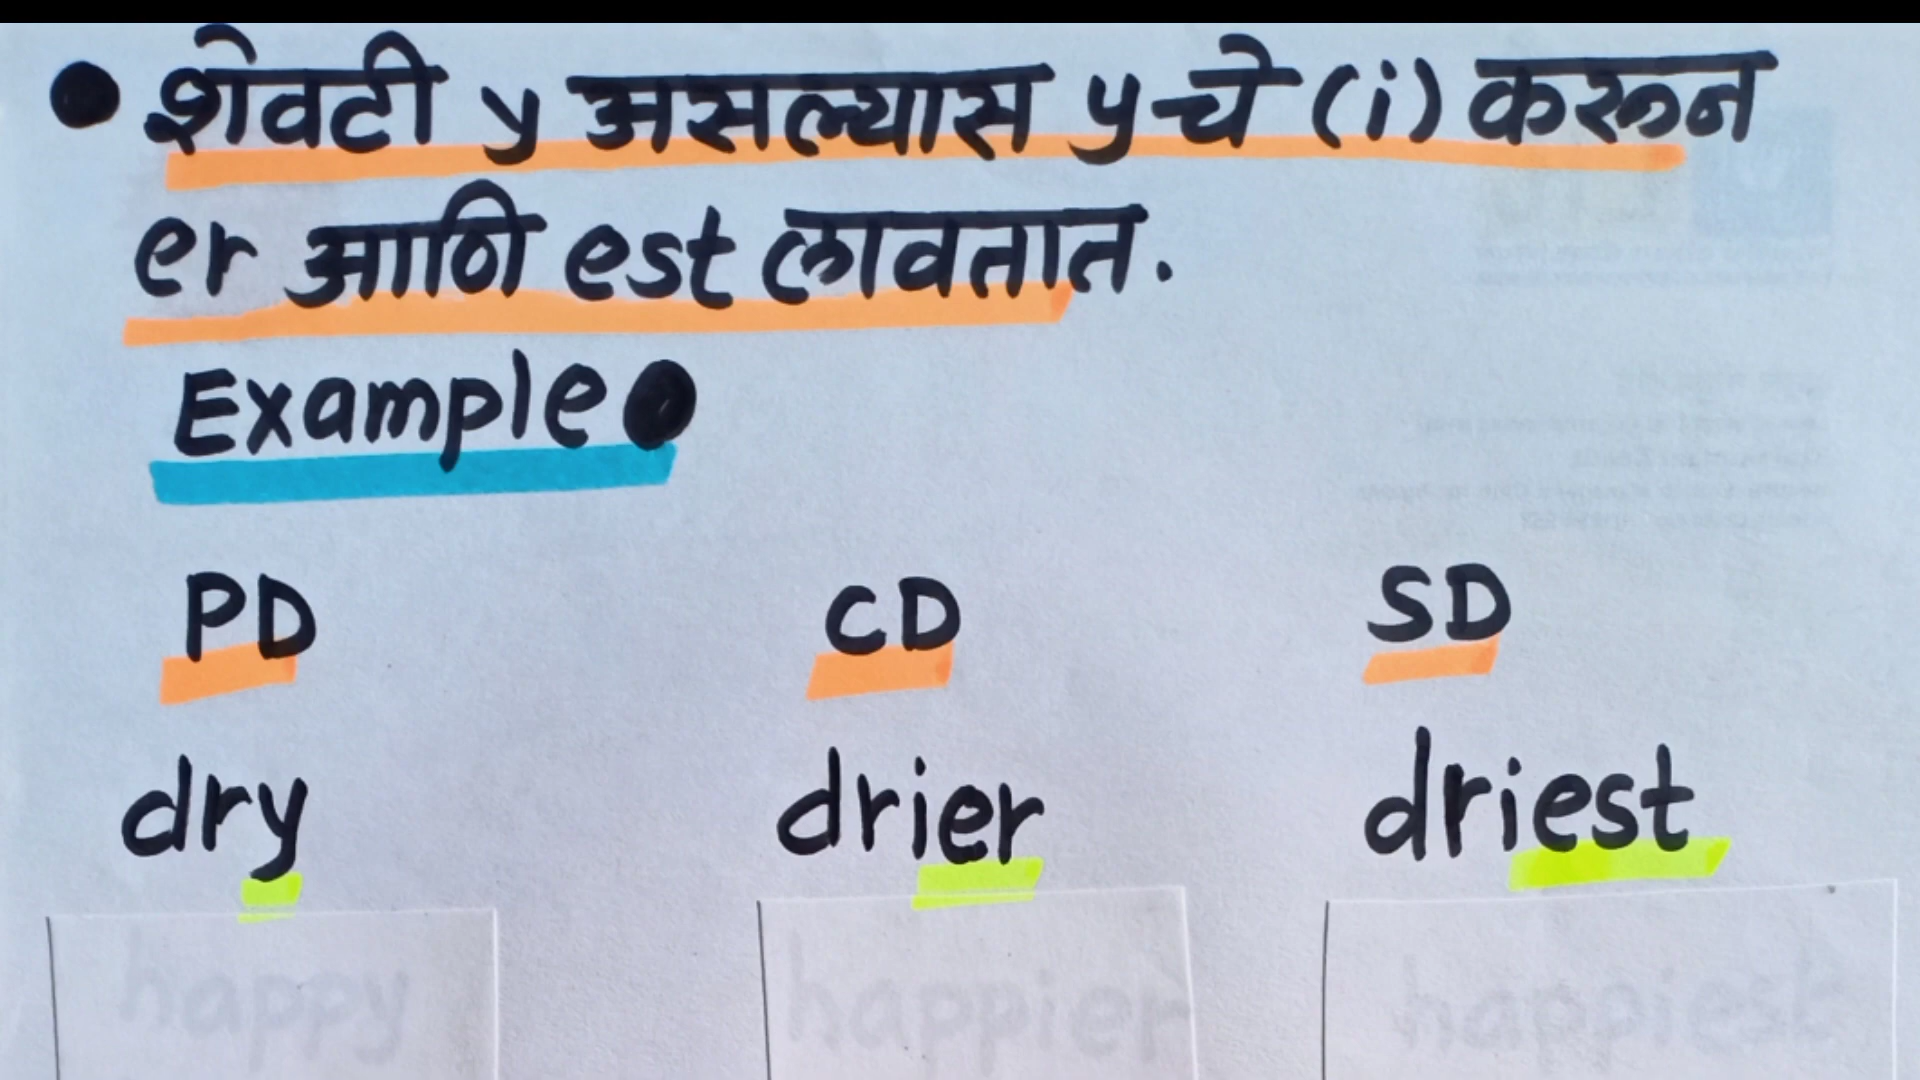 ● शेवटी y असल्यास y-चे (i) करून
er आणि est लावतात.
Example●
PD CD SD
dry drier driest
happy happier happiest